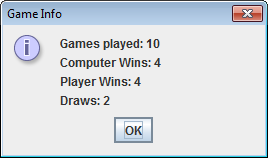 Game Info
Games played: 10
Computer Wins: 4
Player Wins: 4
Draws: 2
OK